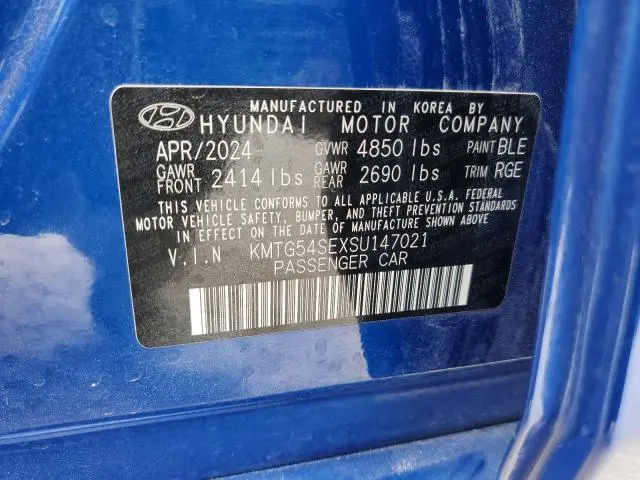 MANUFACTURED IN KOREA BY
HYUNDAI MOTOR COMPANY
APR/2024 GVWR 4850 lbs PAINT BLE
GAWR FRONT 2414 lbs GAWR REAR 2690 lbs TRIM RGE
THIS VEHICLE CONFORMS TO ALL APPLICABLE U.S.A. FEDERAL
MOTOR VEHICLE SAFETY, BUMPER, AND THEFT PREVENTION STANDARDS
IN EFFECT ON THE DATE OF MANUFACTURE SHOWN ABOVE.
V.I.N KMTG54SEXSU147021
PASSENGER CAR